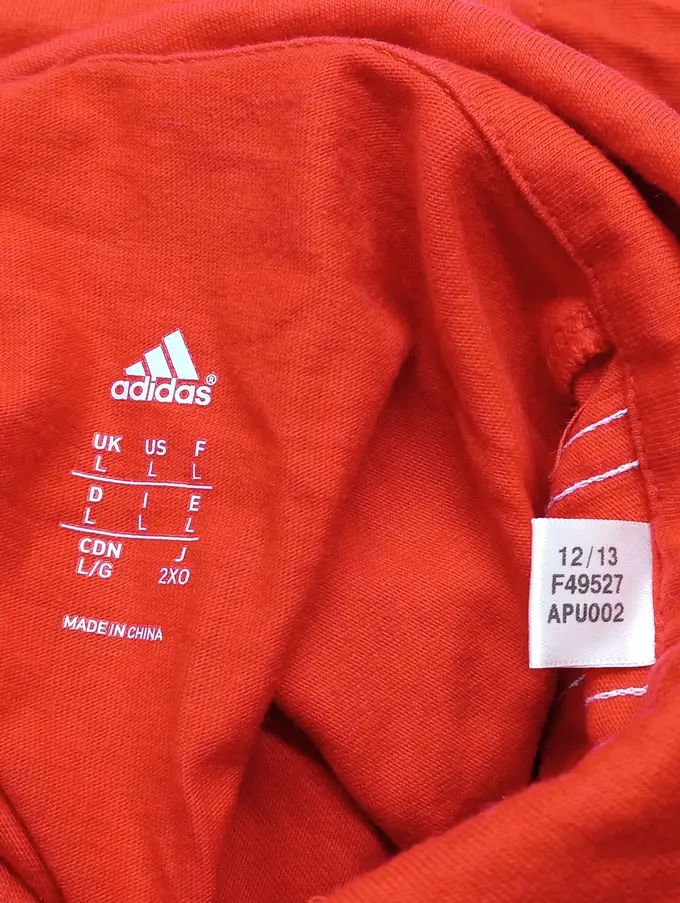 adidas®
UK US F
L L L
D I E
L L L
CDN J
L/G 2XO
MADE IN CHINA
12/13
F49527
APU002